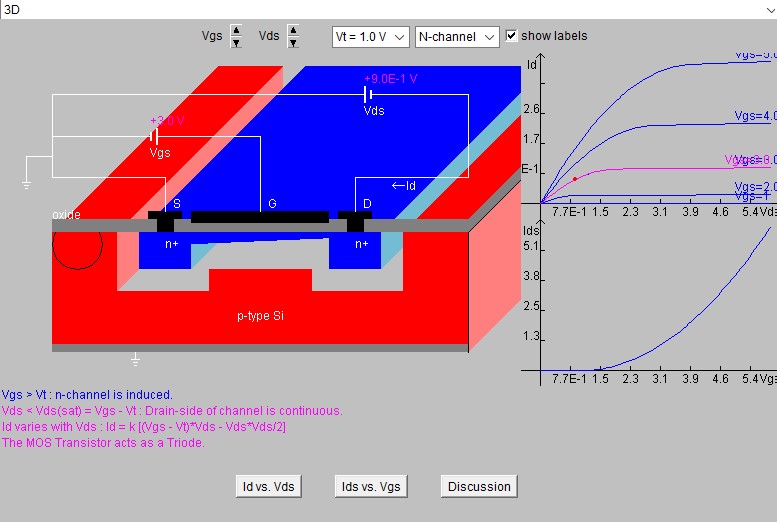 3D
Vgs Vds Vt = 1.0 V N-channel show labels
+9.0E-1 V
Vds
+3.0 V
Vgs
←Id
S G D
oxide
n+ n+
p-type Si
Id
2.6
1.7
E-1
Vgs=5.0
Vgs=4.0
Vgs=3.0
Vgs=2.0
Vgs=1
7.7E-1 1.5 2.3 3.1 3.9 4.6 5.4 Vds
Ids
5.1
3.8
2.5
1.3
7.7E-1 1.5 2.3 3.1 3.9 4.6 5.4 Vgs
Vgs > Vt : n-channel is induced.
Vds < Vds(sat) = Vgs - Vt : Drain-side of channel is continuous.
Id varies with Vds : Id = k [(Vgs - Vt)*Vds - Vds*Vds/2]
The MOS Transistor acts as a Triode.
Id vs. Vds Ids vs. Vgs Discussion